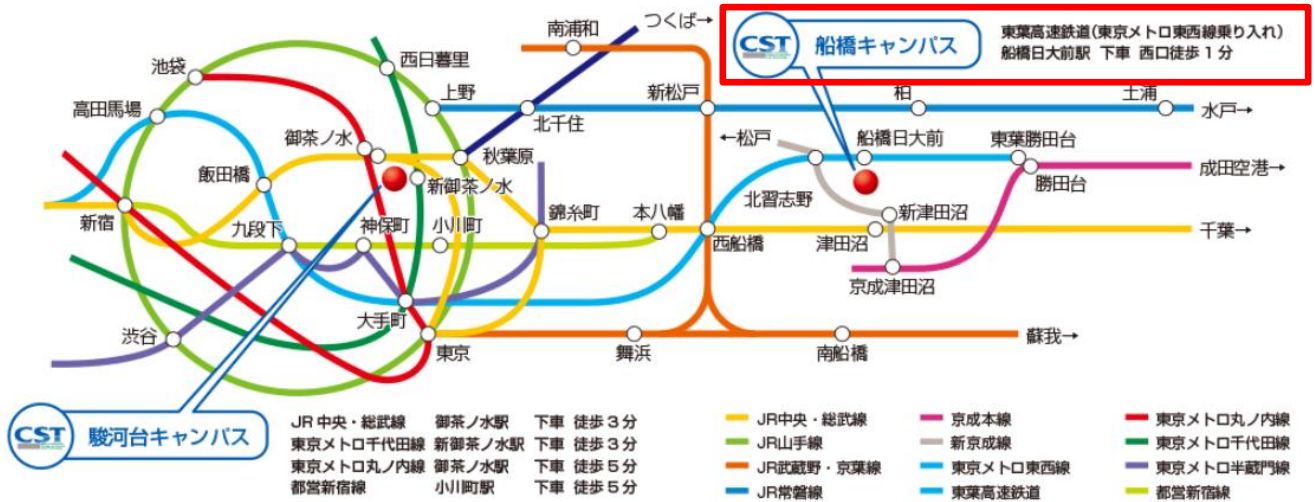 つくば→
南浦和
CST
船橋キャンパス
東葉高速鉄道(東京メトロ東西線乗り入れ)
船橋日大前駅 下車 西口徒歩1分
池袋
西日暮里
上野
新松戸
柏
土浦
水戸→
高田馬場
御茶ノ水
北千住
←松戸
船橋日大前
東葉勝田台
秋葉原
飯田橋
新御茶ノ水
北習志野
勝田台
成田空港→
新宿
九段下
神保町
小川町
錦糸町
本八幡
西船橋
新津田沼
津田沼
千葉→
京成津田沼
大手町
渋谷
東京
舞浜
南船橋
蘇我→
CST
駿河台キャンパス
JR中央・総武線 御茶ノ水駅 下車 徒歩3分
東京メトロ千代田線 新御茶ノ水駅 下車 徒歩3分
東京メトロ丸ノ内線 御茶ノ水駅 下車 徒歩5分
都営新宿線 小川町駅 下車 徒歩5分
JR中央・総武線
JR山手線
JR武蔵野・京葉線
JR常磐線
京成本線
新京成線
東京メトロ東西線
東葉高速鉄道
東京メトロ丸ノ内線
東京メトロ千代田線
東京メトロ半蔵門線
都営新宿線